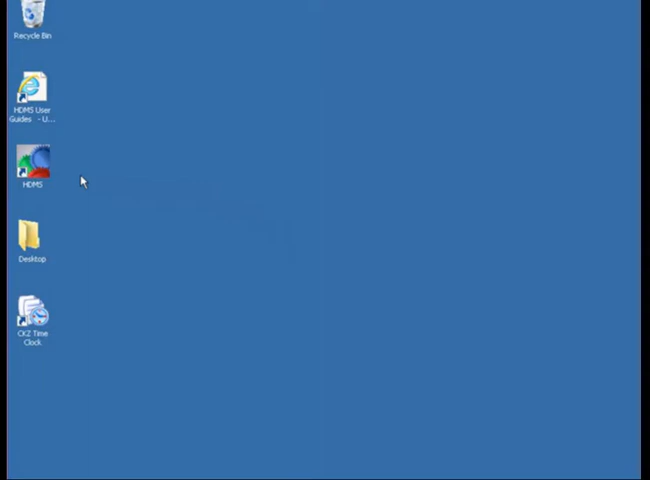 Recycle Bin
HDMS User
Guides - U...
HDMS
Desktop
CKZ Time
Clock